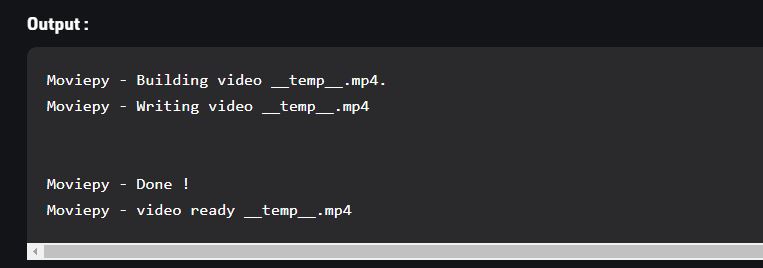 Output :
Moviepy - Building video __temp__.mp4.
Moviepy - Writing video __temp__.mp4
Moviepy - Done !
Moviepy - video ready __temp__.mp4